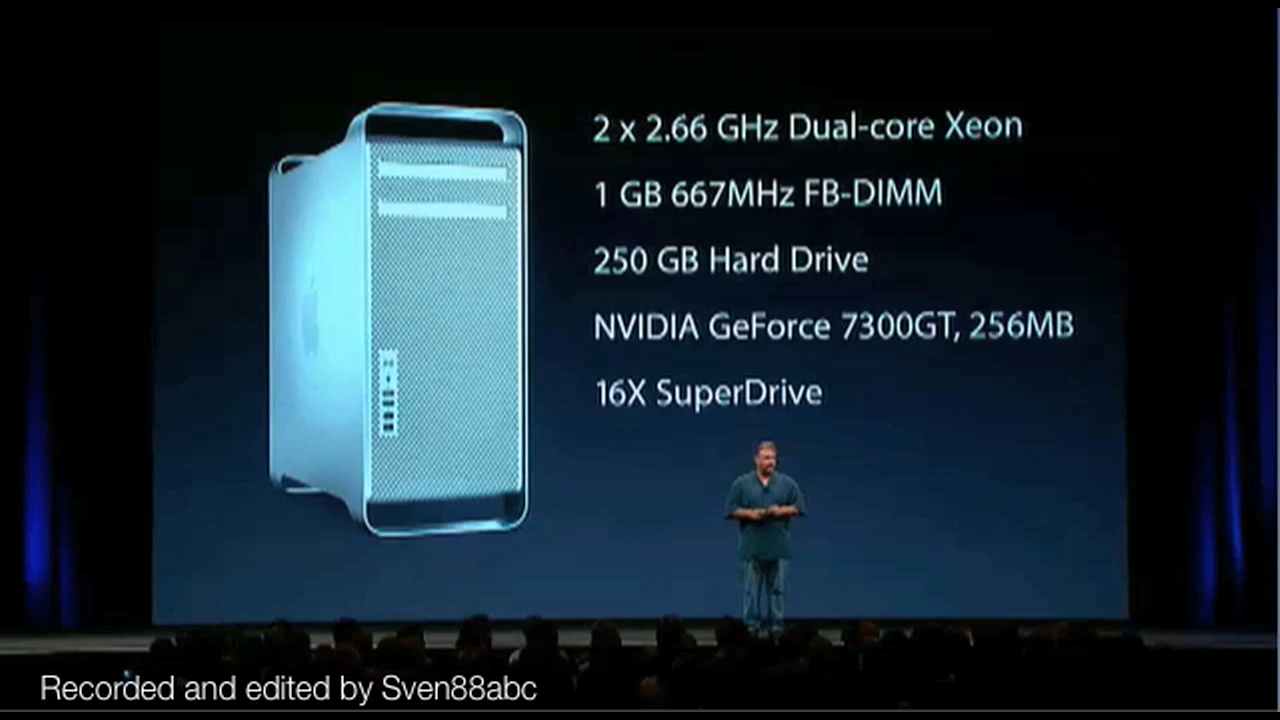 2 x 2.66 GHz Dual-core Xeon
1 GB 667MHz FB-DIMM
250 GB Hard Drive
NVIDIA GeForce 7300GT, 256MB
16X SuperDrive
Recorded and edited by Sven88abc